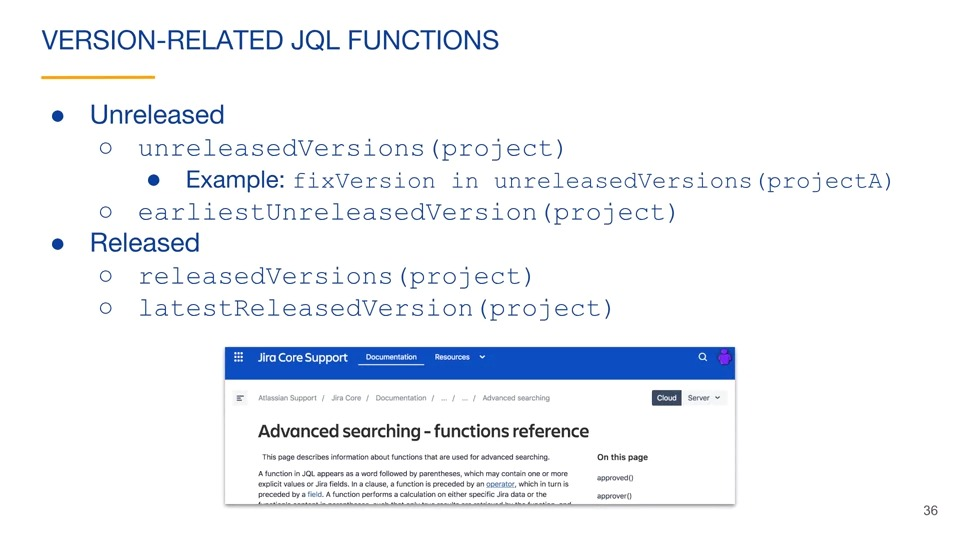 VERSION-RELATED JQL FUNCTIONS
● Unreleased
○ unreleasedVersions(project)
● Example: fixVersion in unreleasedVersions(projectA)
○ earliestUnreleasedVersion(project)
● Released
○ releasedVersions(project)
○ latestReleasedVersion(project)
Jira Core Support Documentation Resources
Atlassian Support / Jira Core / Documentation / ... / ... / Advanced searching Cloud Server
Advanced searching - functions reference
This page describes information about functions that are used for advanced searching.
On this page
A function in JQL appears as a word followed by parentheses, which may contain one or more
explicit values or Jira fields. In a clause, a function is preceded by an operator, which in turn is
preceded by a field. A function performs a calculation on either specific Jira data or the
approved()
approver()
36